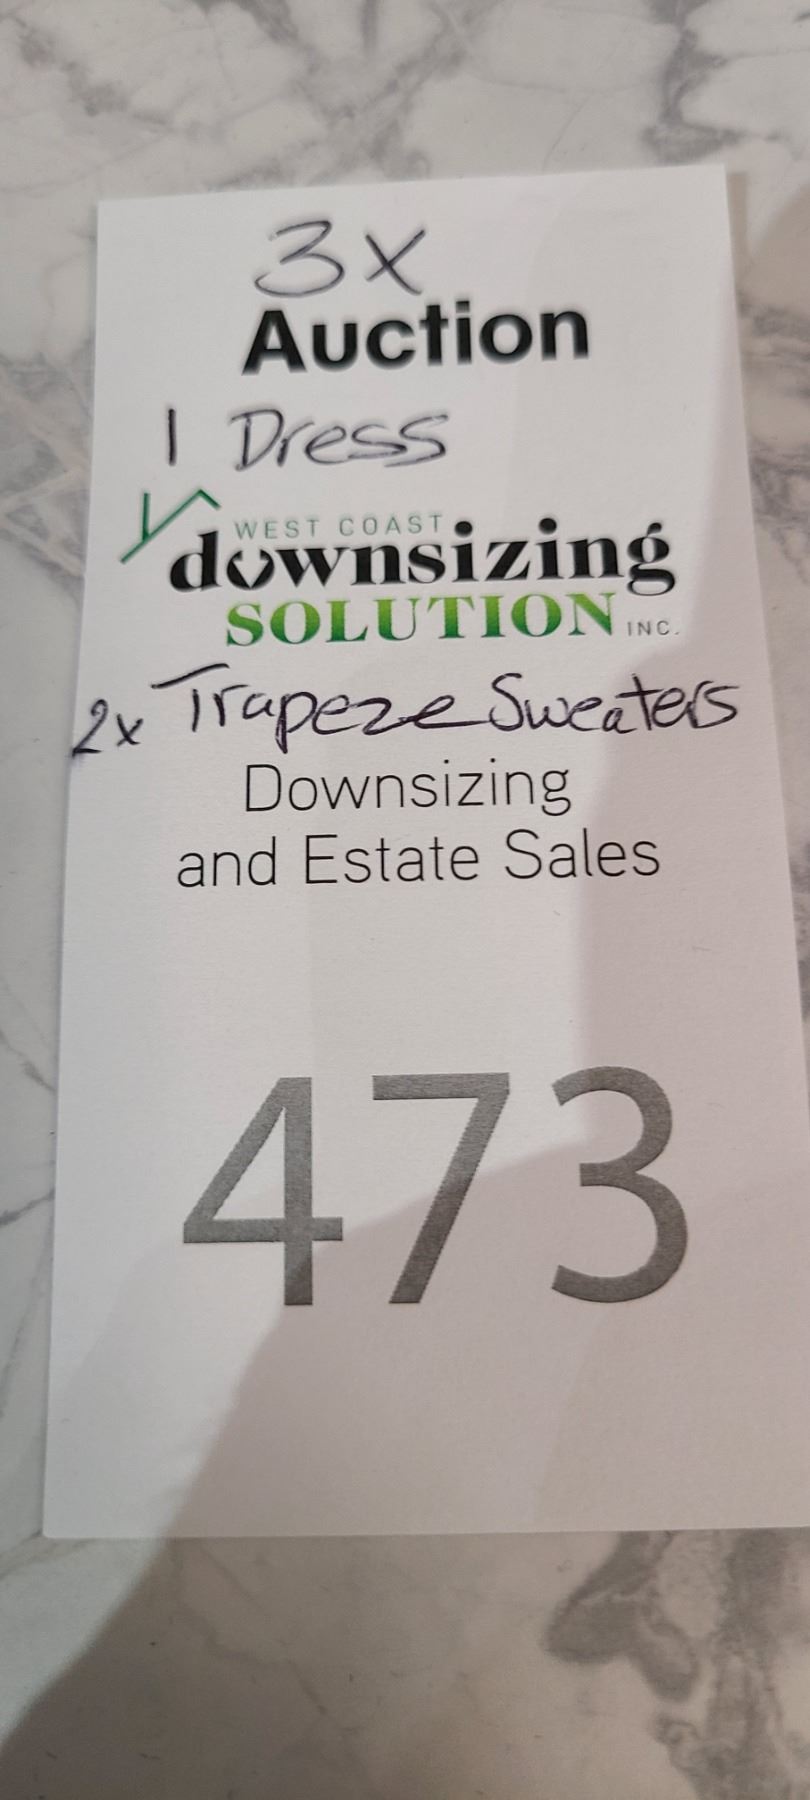 3x
Auction
1 Dress
WEST COAST
downsizing
SOLUTION INC.
2x Trapeze Sweaters
Downsizing
and Estate Sales
473